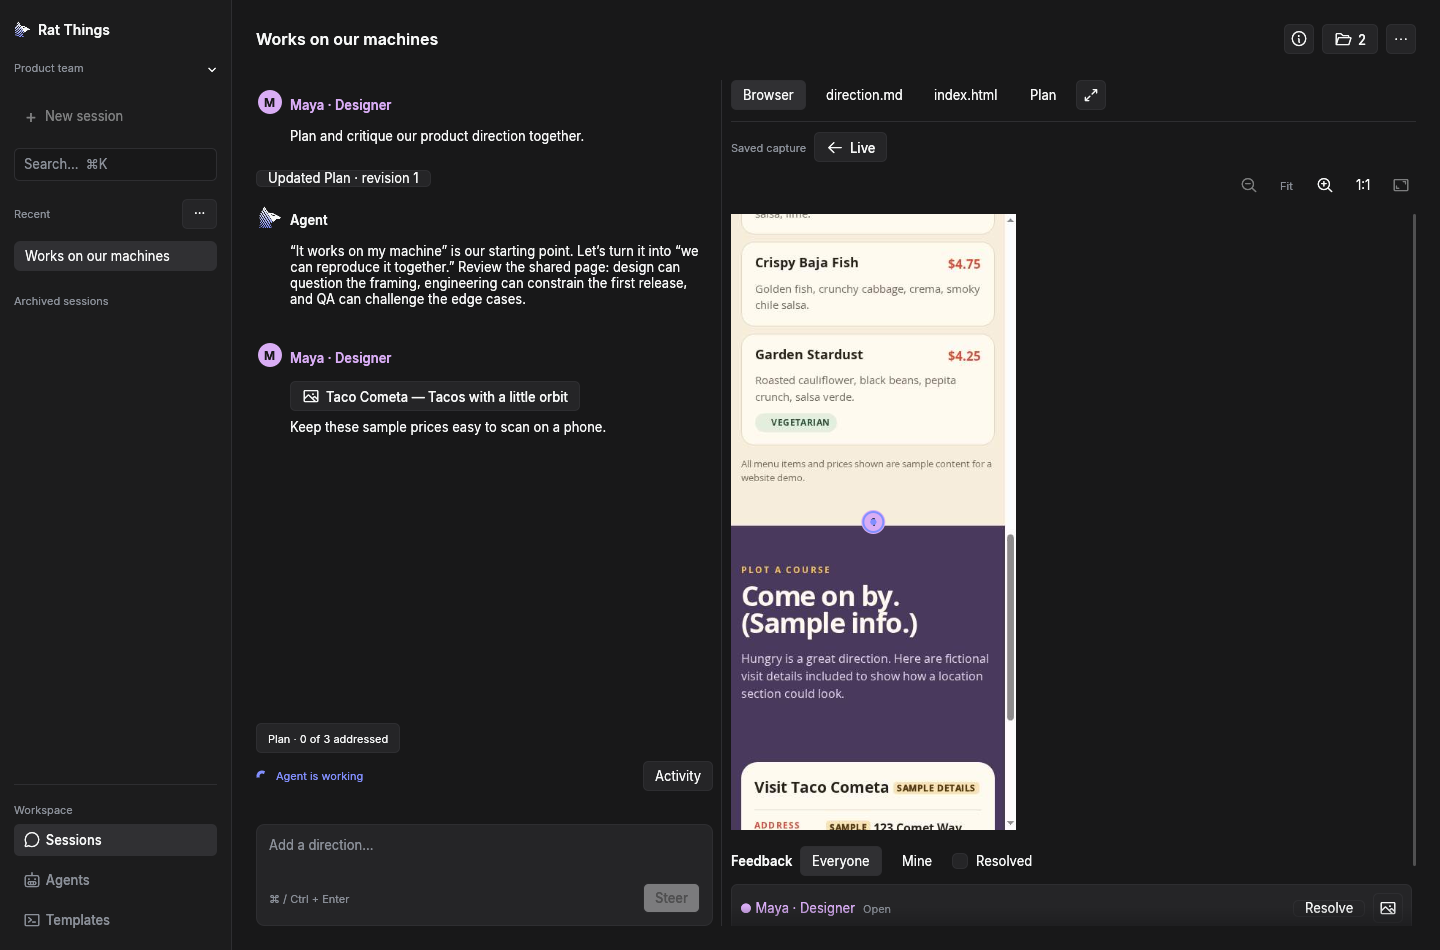 Rat Things
Product team
+ New session
Search... ⌘K
Recent
...
Works on our machines
Archived sessions
Workspace
Sessions
Agents
Templates
Works on our machines
2
...
M
Maya · Designer
Plan and critique our product direction together.
Updated Plan · revision 1
Agent
“It works on my machine” is our starting point. Let’s turn it into “we
can reproduce it together.” Review the shared page: design can
question the framing, engineering can constrain the first release,
and QA can challenge the edge cases.
M
Maya · Designer
Taco Cometa — Tacos with a little orbit
Keep these sample prices easy to scan on a phone.
Plan · 0 of 3 addressed
Agent is working
Activity
Add a direction...
⌘ / Ctrl + Enter
Steer
Browser
direction.md
index.html
Plan
Saved capture
← Live
Fit
1:1
salsa, lime.
Crispy Baja Fish
$4.75
Golden fish, crunchy cabbage, crema, smoky
chile salsa.
Garden Stardust
$4.25
Roasted cauliflower, black beans, pepita
crunch, salsa verde.
VEGETARIAN
All menu items and prices shown are sample content for a
website demo.
PLOT A COURSE
Come on by.
(Sample info.)
Hungry is a great direction. Here are fictional
visit details included to show how a location
section could look.
Visit Taco Cometa SAMPLE DETAILS
ADDRESS
SAMPLE 123 Comet Way
Feedback
Everyone
Mine
Resolved
Maya · Designer Open
Resolve